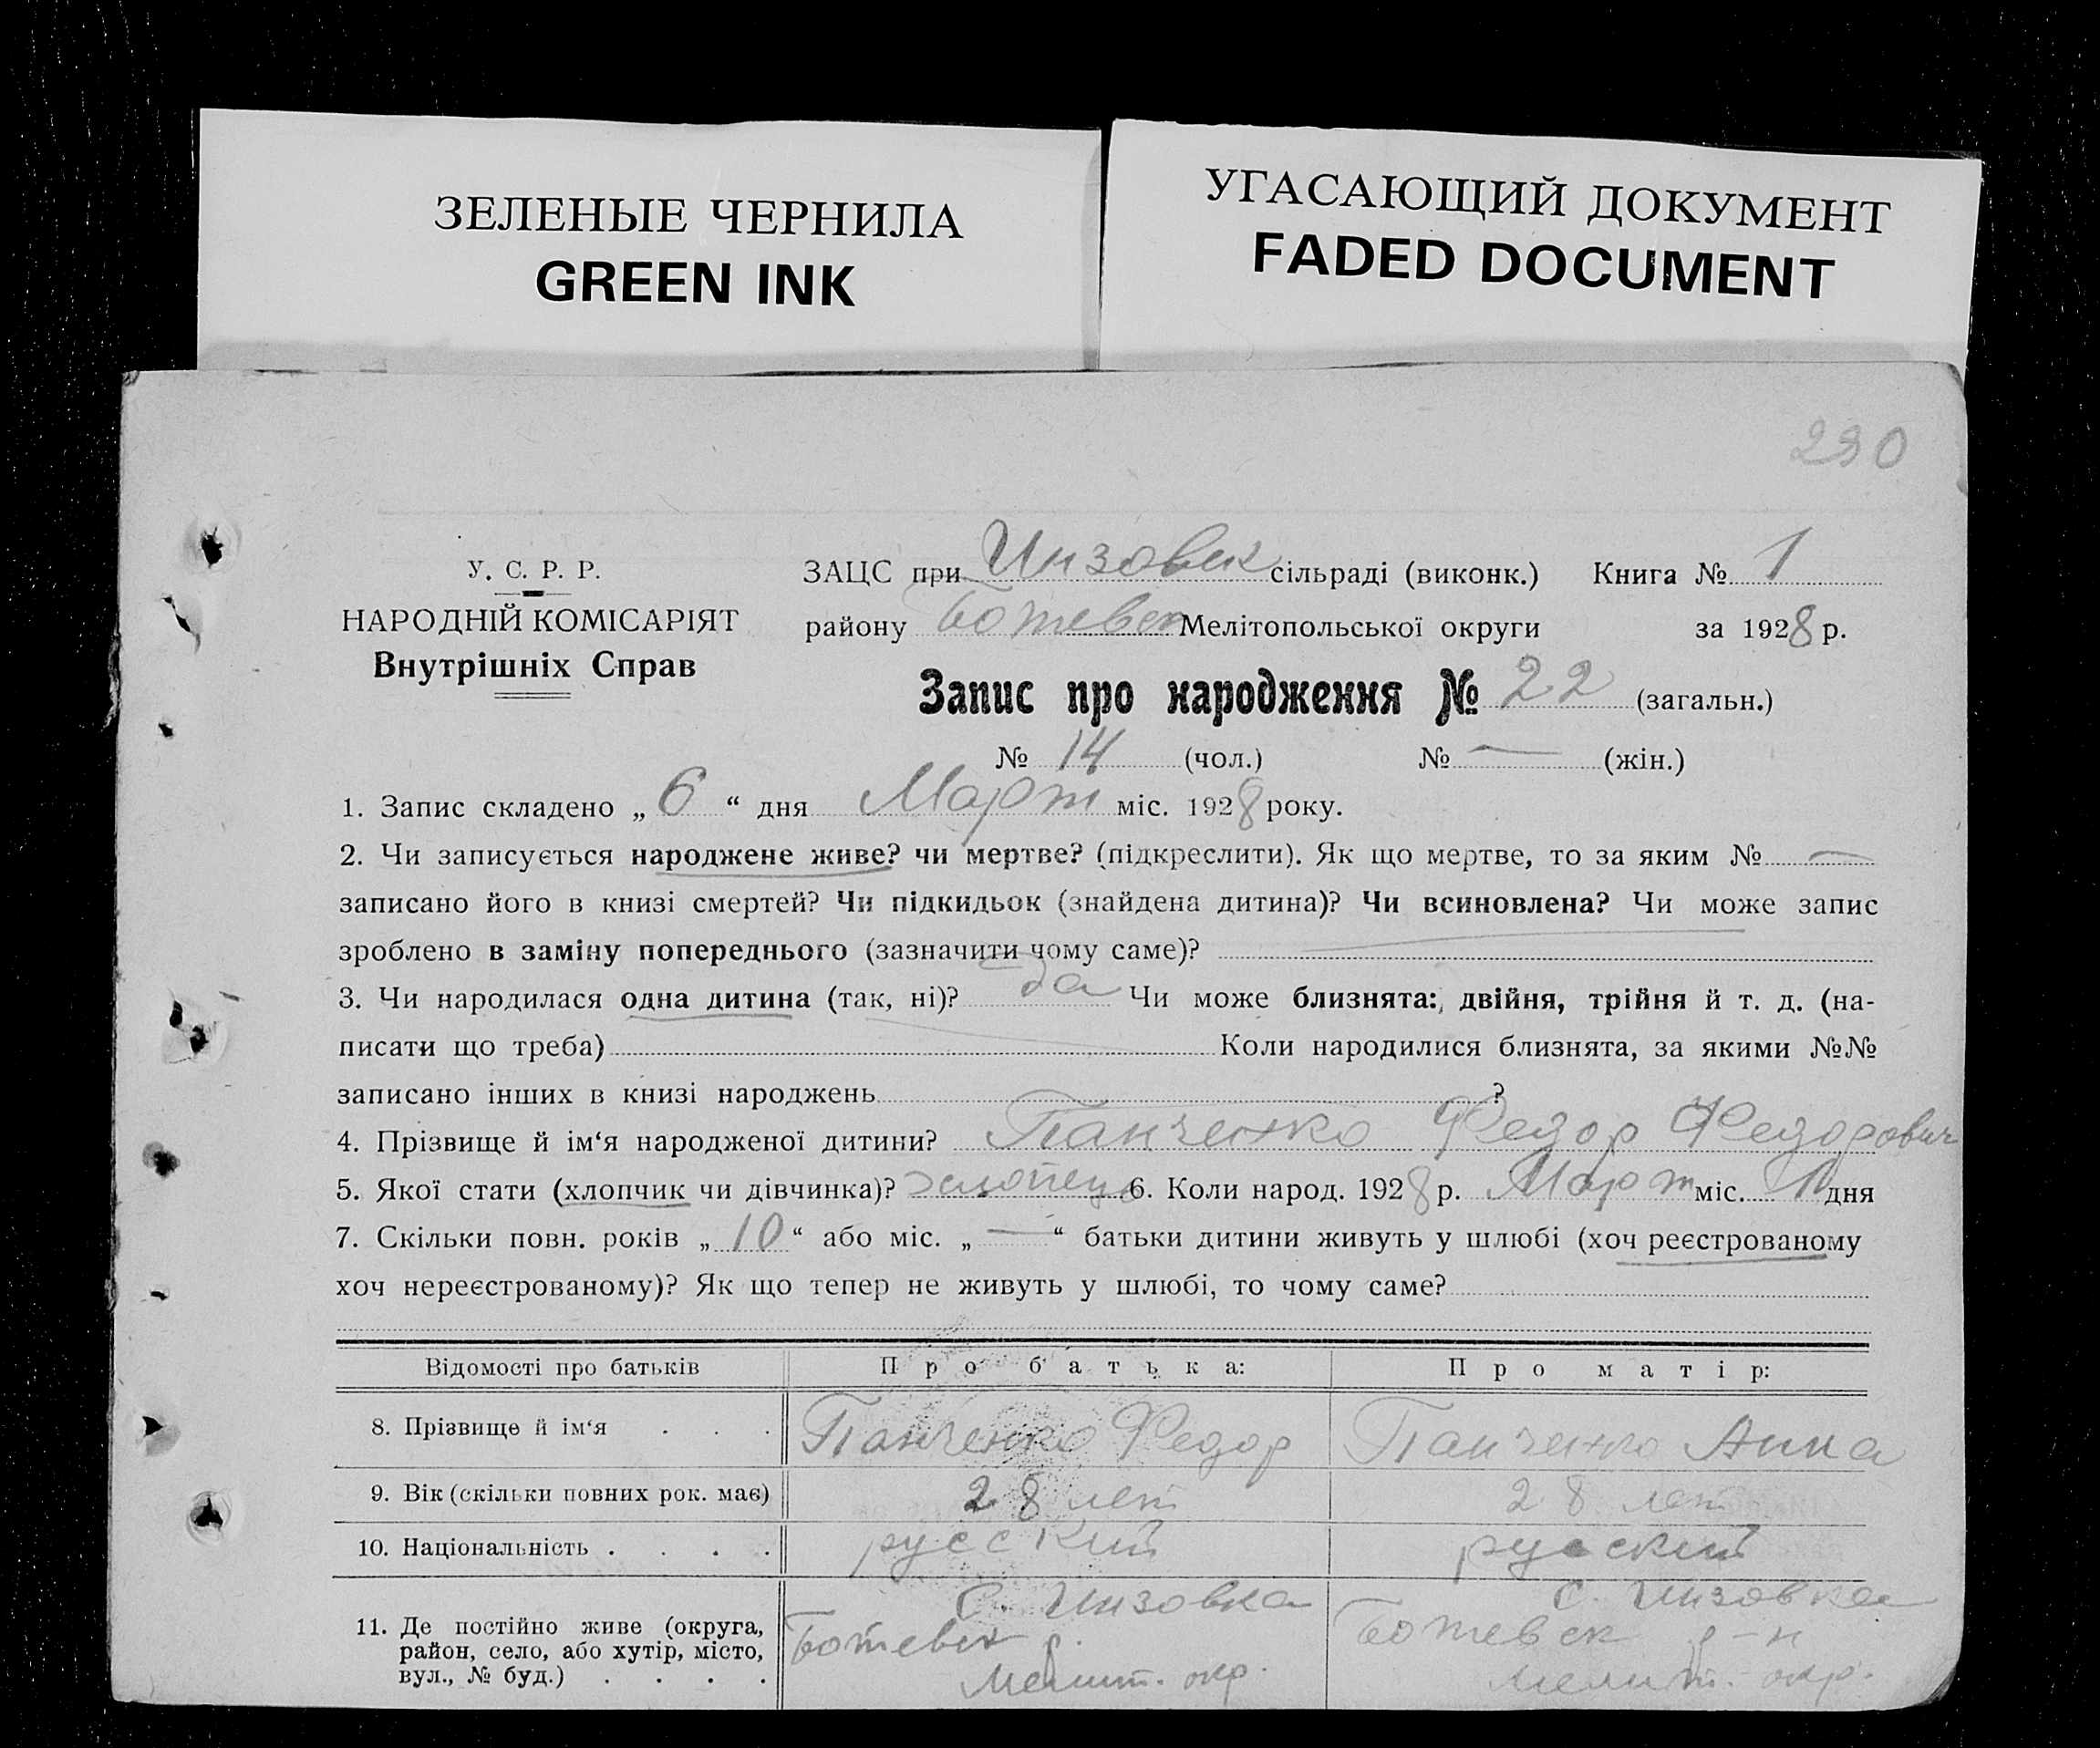 ЗЕЛЕНЫЕ ЧЕРНИЛА
GREEN INK
УГАСАЮЩИЙ ДОКУМЕНТ
FADED DOCUMENT
230
У. С. Р. Р.
НАРОДНІЙ КОМІСАРІЯТ
Внутрішніх Справ
ЗАЦС при Инзовск сільраді (виконк.) Книга № 1
району Ботевск Мелітопольської округи за 1928 р.
Запис про народження № 22 (загальн.)
№ 14 (чол.) № — (жін.)
1. Запис складено „ 6 “ дня Март міс. 1928 року.
2. Чи записується народжене живе? чи мертве? (підкреслити). Як що мертве, то за яким № —
записано його в книзі смертей? Чи підкидьок (знайдена дитина)? Чи всиновлена? Чи може запис
зроблено в заміну попереднього (зазначити чому саме)?
3. Чи народилася одна дитина (так, ні)? да Чи може близнята: двійня, трійня й т. д. (на-
писати що треба) Коли народилися близнята, за якими №№
записано інших в книзі народжень ?
4. Прізвище й ім‘я народженої дитини? Панченко Федор Федорович
5. Якої стати (хлопчик чи дівчинка)? 6. Коли народ. 1928 р. Март міс. 1 дня
7. Скільки повн. років „ 10 “ або міс. „ — “ батьки дитини живуть у шлюбі (хоч реєстрованому
хоч нереєстрованому)? Як що тепер не живуть у шлюбі, то чому саме?
Відомості про батьків Про батька: Про матір:
8. Прізвище й ім‘я . . . Панченко Федор Панченко Анна
9. Вік (скільки повних рок. має) 28 лет 28 лет
10. Національність . . . . русский русский
11. Де постійно живе (округа, район, село, або хутір, місто, вул., № буд.) . . . .
с. Инзовка
Ботевск р.
Мелит. окр.
с. Инзовка
Ботевск р-н
Мелит. окр.